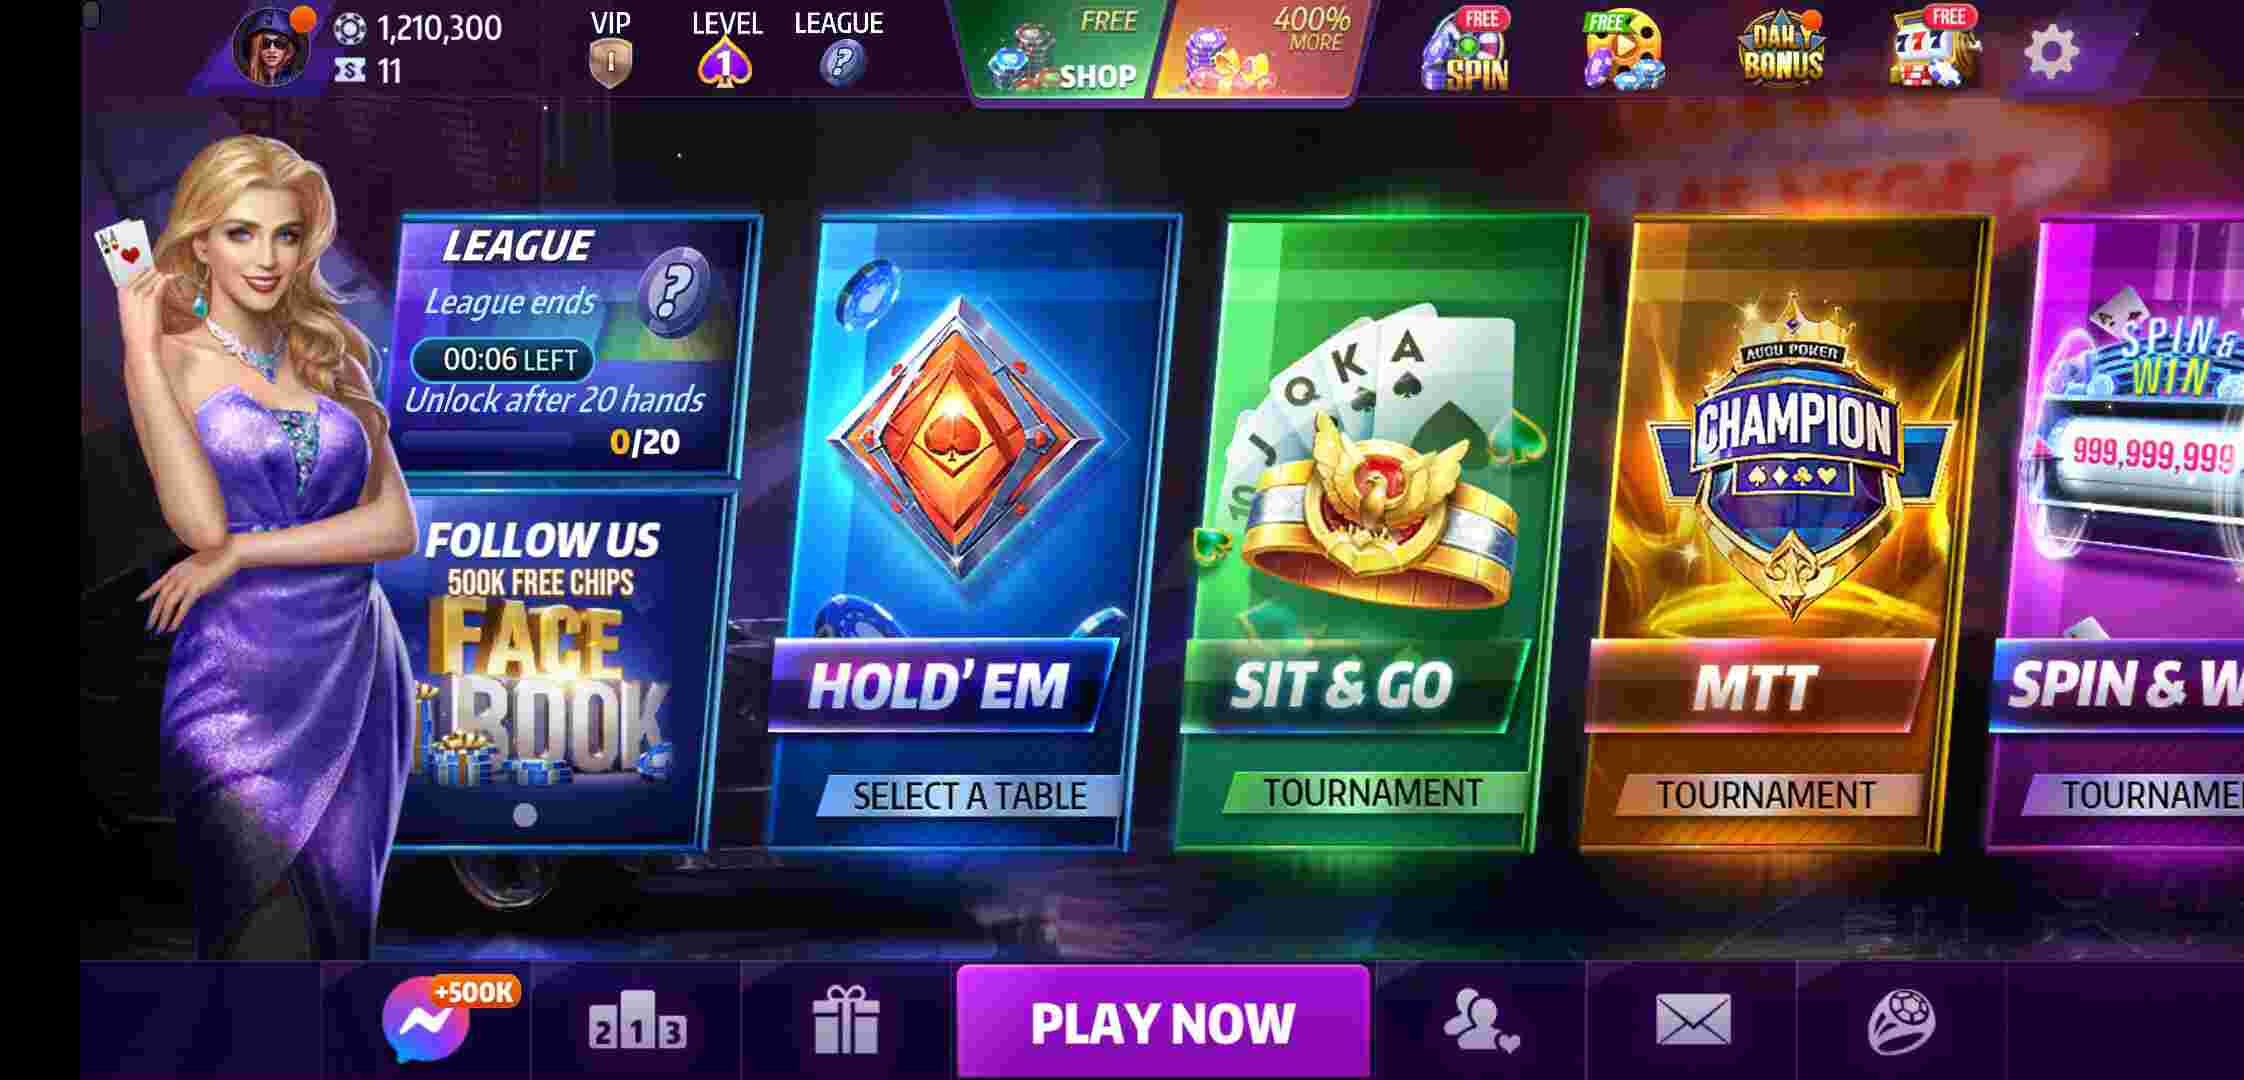 1,210,300
11
VIP
1
LEVEL
1
LEAGUE
?
FREE
SHOP
400%
MORE
FREE
SPIN
FREE
DAILY
BONUS
FREE
777
LEAGUE
?
League ends
00:06 LEFT
Unlock after 20 hands
0/20
FOLLOW US
500K FREE CHIPS
FACE
BOOK
A A
HOLD'EM
SELECT A TABLE
10 J Q K A
SIT & GO
TOURNAMENT
CHAMPION
MTT
TOURNAMENT
SPIN &
WIN
999,999,999
SPIN & W
TOURNAME
+500K
2 1 3
PLAY NOW